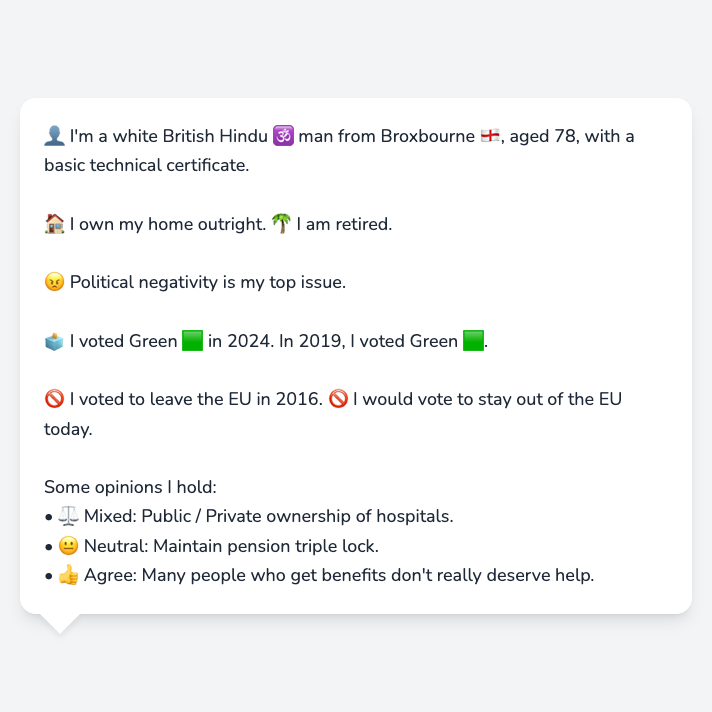 👤 I'm a white British Hindu 🕉️ man from Broxbourne 🏴󠁧󠁢󠁥󠁮󠁧󠁿, aged 78, with a
basic technical certificate.
🏠 I own my home outright. 🌴 I am retired.
😠 Political negativity is my top issue.
🗳️ I voted Green 🟩 in 2024. In 2019, I voted Green 🟩.
🚫 I voted to leave the EU in 2016. 🚫 I would vote to stay out of the EU
today.
Some opinions I hold:
• ⚖️ Mixed: Public / Private ownership of hospitals.
• 😐 Neutral: Maintain pension triple lock.
• 👍 Agree: Many people who get benefits don't really deserve help.